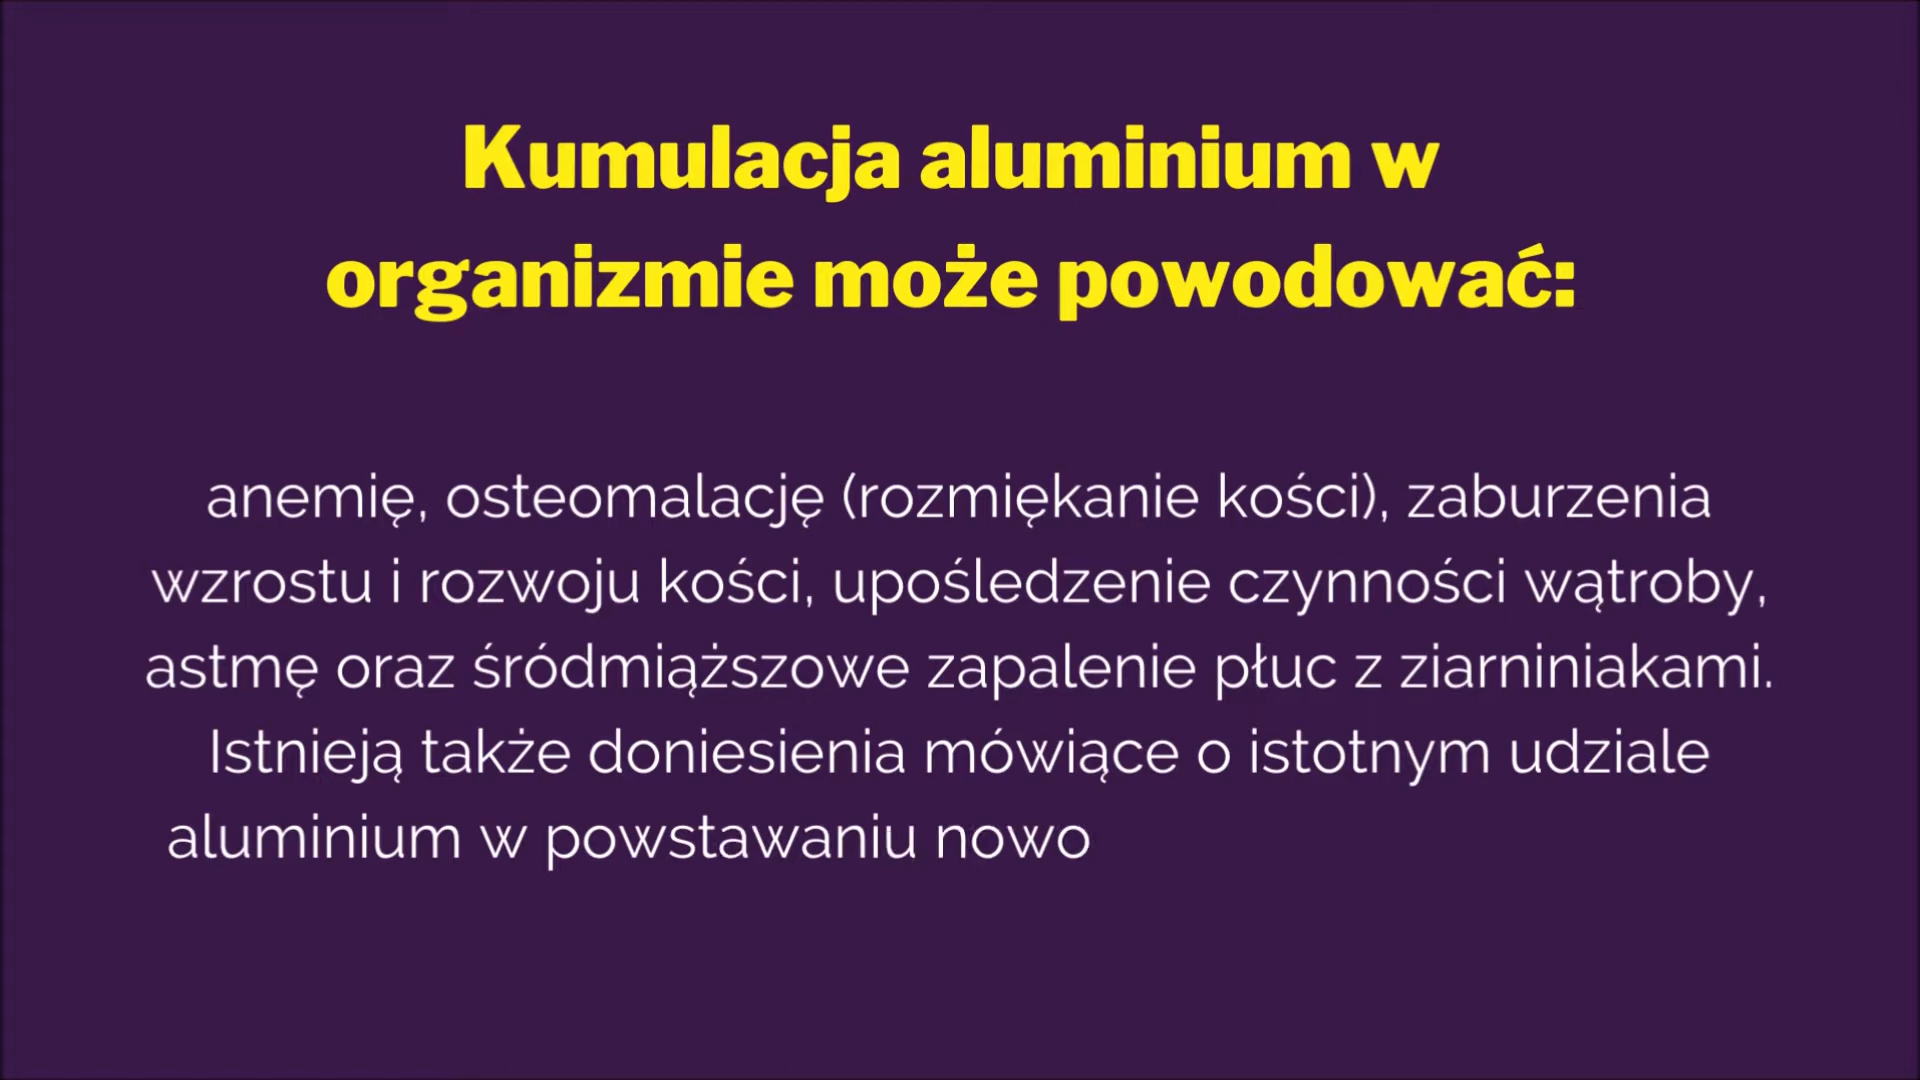 Kumulacja aluminium w
organizmie może powodować:
anemię, osteomalację (rozmiękanie kości), zaburzenia
wzrostu i rozwoju kości, upośledzenie czynności wątroby,
astmę oraz śródmiąższowe zapalenie płuc z ziarniniakami.
Istnieją także doniesienia mówiące o istotnym udziale
aluminium w powstawaniu nowo